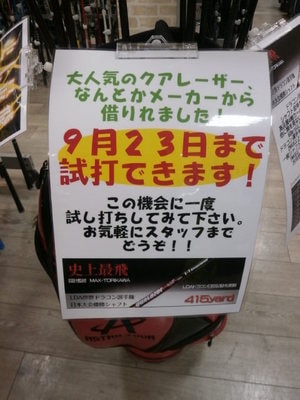 大人気のクアレーザー、
なんとかメーカーから
借りれました！
9月23日まで
試打できます！
この機会に一度
試し打ちしてみて下さい。
お気軽にスタッフまで
どうぞ！！
史上最飛
MAX-TORIKAWA
LDA世界ドラコン選手権
日本大会優勝シャフト
415yard